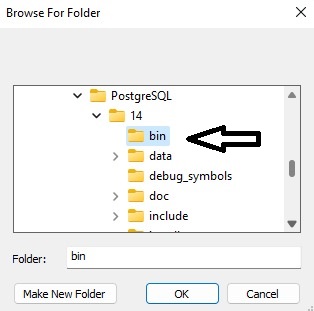 Browse For Folder
PostgreSQL
14
bin
data
debug_symbols
doc
include
Folder:
bin
Make New Folder
OK
Cancel